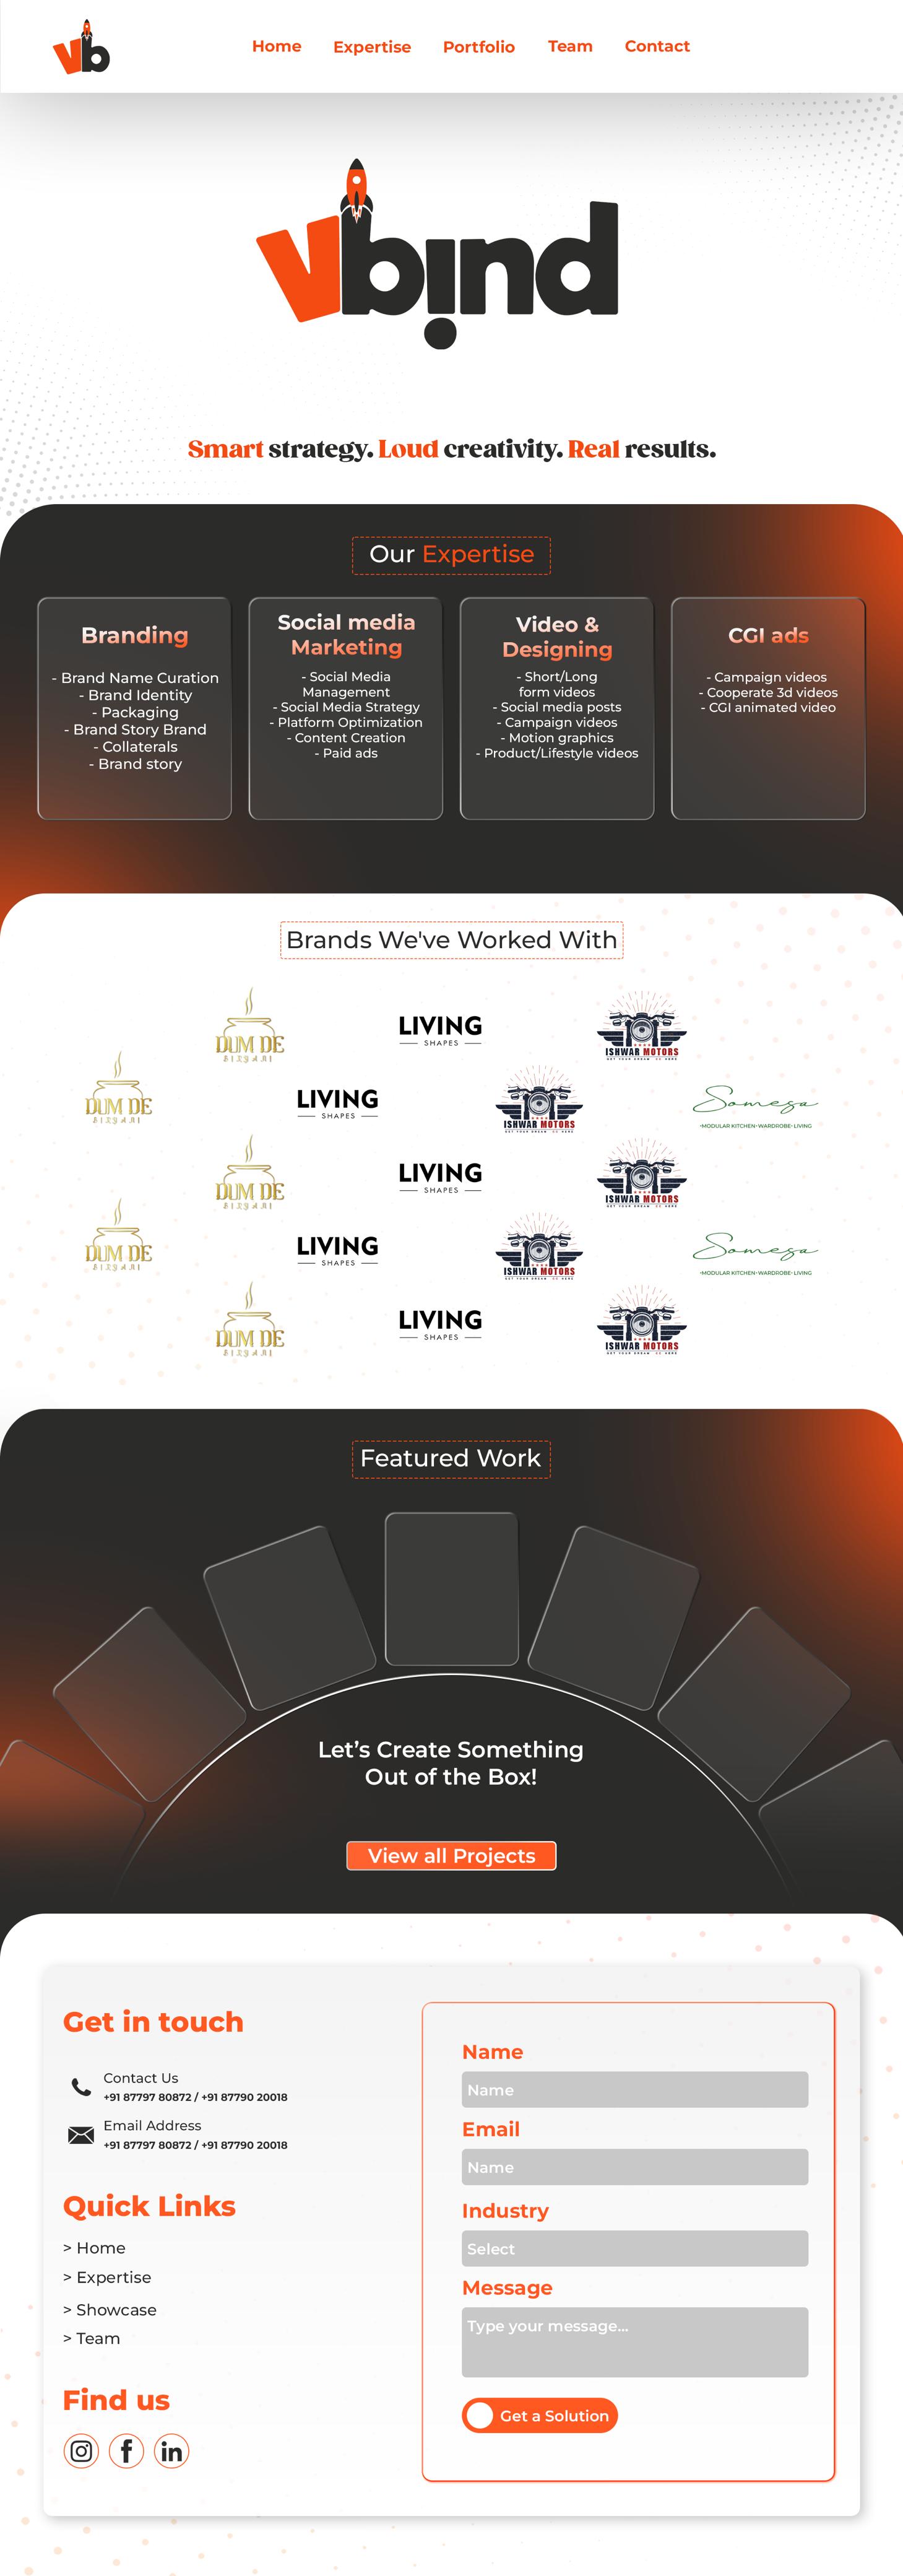 Vb
Home
Expertise
Portfolio
Team
Contact
Vbind
Smart strategy. Loud creativity. Real results.
Our Expertise
Branding
- Brand Name Curation
- Brand Identity
- Packaging
- Brand Story Brand
- Collaterals
- Brand story
Social media
Marketing
- Social Media
Management
- Social Media Strategy
- Platform Optimization
- Content Creation
- Paid ads
Video &
Designing
- Short/Long
form videos
- Social media posts
- Campaign videos
- Motion graphics
- Product/Lifestyle videos
CGI ads
- Campaign videos
- Cooperate 3d videos
- CGI animated video
Brands We've Worked With
DUM DE
BIRYANI
LIVING
SHAPES
ISHWAR MOTORS
DUM DE
BIRYANI
LIVING
SHAPES
ISHWAR MOTORS
Somesa
•MODULAR KITCHEN•WARDROBE•LIVING
DUM DE
BIRYANI
LIVING
SHAPES
ISHWAR MOTORS
DUM DE
BIRYANI
LIVING
SHAPES
ISHWAR MOTORS
Somesa
•MODULAR KITCHEN•WARDROBE•LIVING
DUM DE
BIRYANI
LIVING
SHAPES
ISHWAR MOTORS
Featured Work
Let’s Create Something
Out of the Box!
View all Projects
Get in touch
Contact Us
+91 87797 80872 / +91 87790 20018
Email Address
+91 87797 80872 / +91 87790 20018
Quick Links
> Home
> Expertise
> Showcase
> Team
Find us
Name
Name
Email
Name
Industry
Select
Message
Type your message...
Get a Solution